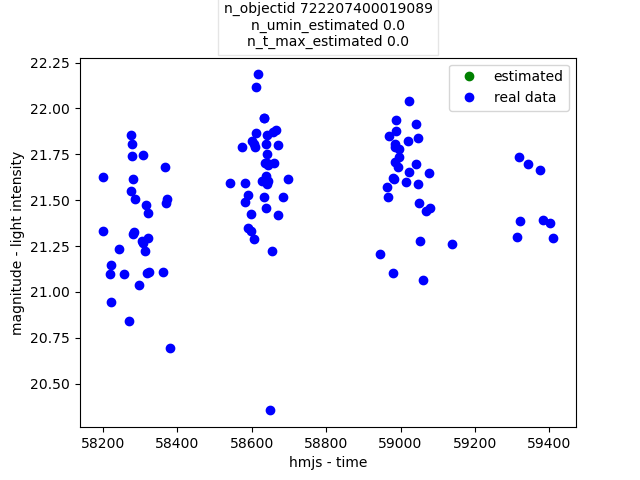 n_objectid 722207400019089
n_umin_estimated 0.0
n_t_max_estimated 0.0
22.25
22.00
21.75
21.50
21.25
21.00
20.75
20.50
magnitude - light intensity
estimated
real data
58200 58400 58600 58800 59000 59200 59400
hmjs - time